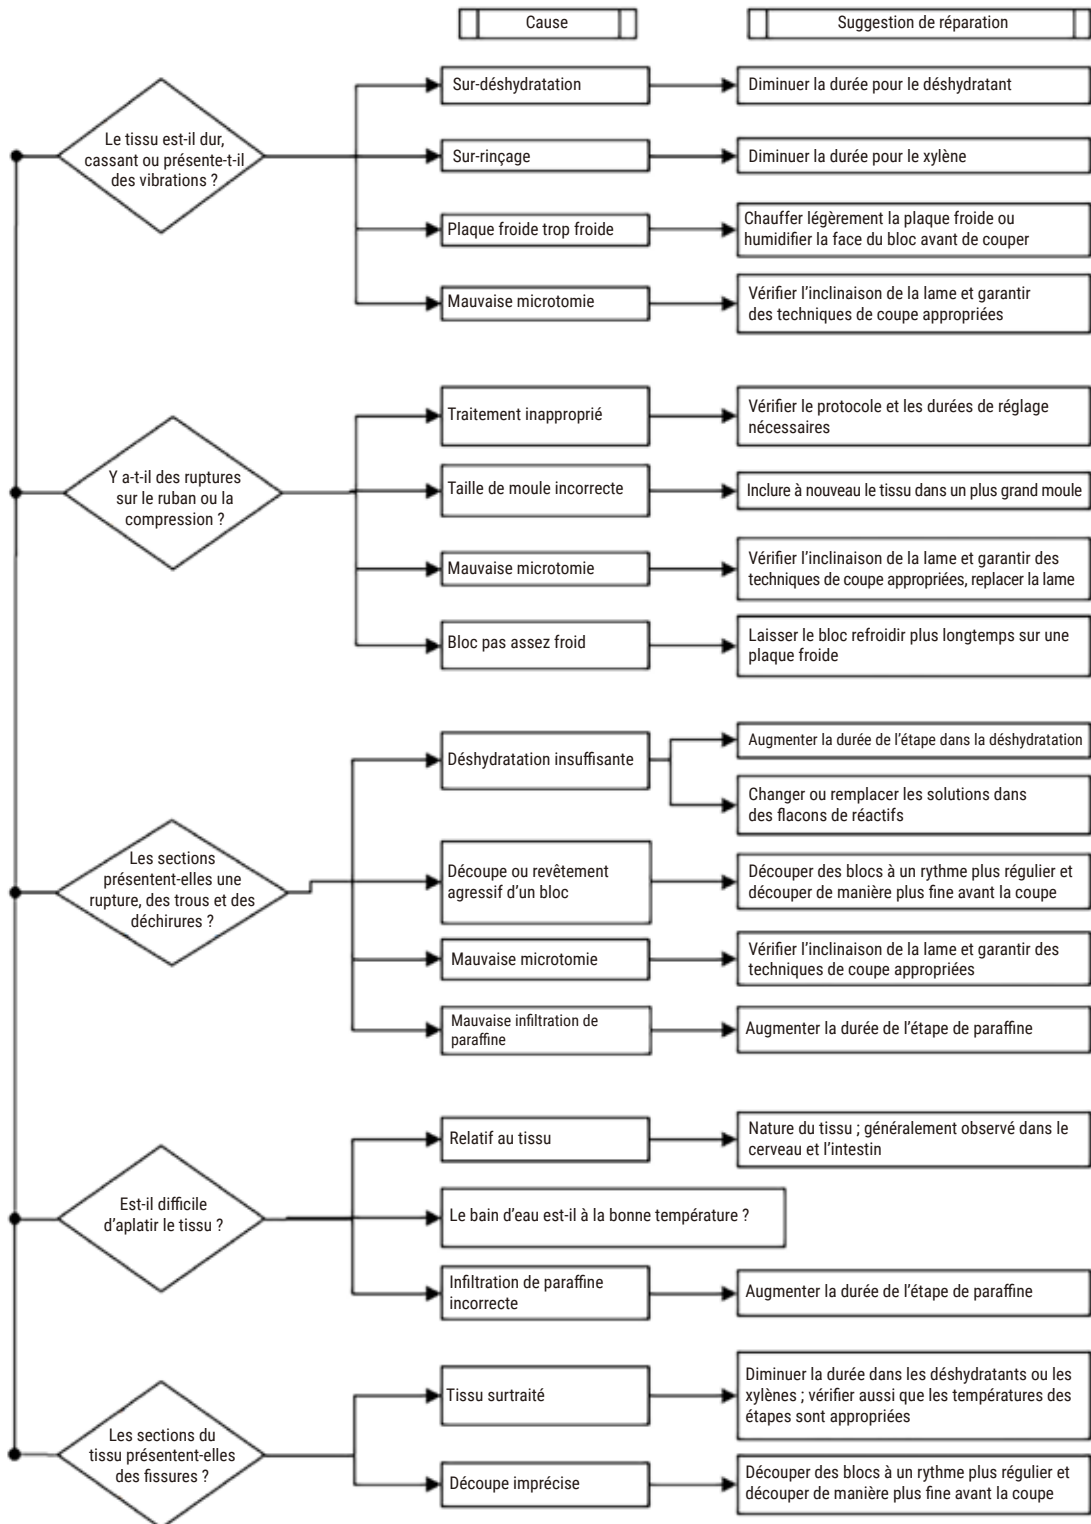 Cause
Suggestion de réparation
Le tissu est-il dur,
cassant ou présente-t-il
des vibrations ?
Sur-déshydratation
Diminuer la durée pour le déshydratant
Sur-rinçage
Diminuer la durée pour le xylène
Plaque froide trop froide
Chauffer légèrement la plaque froide ou
humidifier la face du bloc avant de couper
Mauvaise microtomie
Vérifier l'inclinaison de la lame et garantir
des techniques de coupe appropriées
Y a-t-il des ruptures
sur le ruban ou la
compression ?
Traitement inapproprié
Vérifier le protocole et les durées de réglage
nécessaires
Taille de moule incorrecte
Inclure à nouveau le tissu dans un plus grand moule
Mauvaise microtomie
Vérifier l'inclinaison de la lame et garantir des
techniques de coupe appropriées, replacer la lame
Bloc pas assez froid
Laisser le bloc refroidir plus longtemps sur une
plaque froide
Les sections
présentent-elles une
rupture, des trous et des
déchirures ?
Déshydratation insuffisante
Augmenter la durée de l'étape dans la déshydratation
Changer ou remplacer les solutions dans
des flacons de réactifs
Découpe ou revêtement
agressif d'un bloc
Découper des blocs à un rythme plus régulier et
découper de manière plus fine avant la coupe
Mauvaise microtomie
Vérifier l'inclinaison de la lame et garantir des
techniques de coupe appropriées
Mauvaise infiltration de
paraffine
Augmenter la durée de l'étape de paraffine
Est-il difficile
d'aplatir le tissu ?
Relatif au tissu
Nature du tissu ; généralement observé dans le
cerveau et l'intestin
Le bain d'eau est-il à la bonne température ?
Infiltration de paraffine
incorrecte
Augmenter la durée de l'étape de paraffine
Les sections du
tissu présentent-elles
des fissures ?
Tissu surtraité
Diminuer la durée dans les déshydratants ou les
xylènes ; vérifier aussi que les températures des
étapes sont appropriées
Découpe imprécise
Découper des blocs à un rythme plus régulier et
découper de manière plus fine avant la coupe